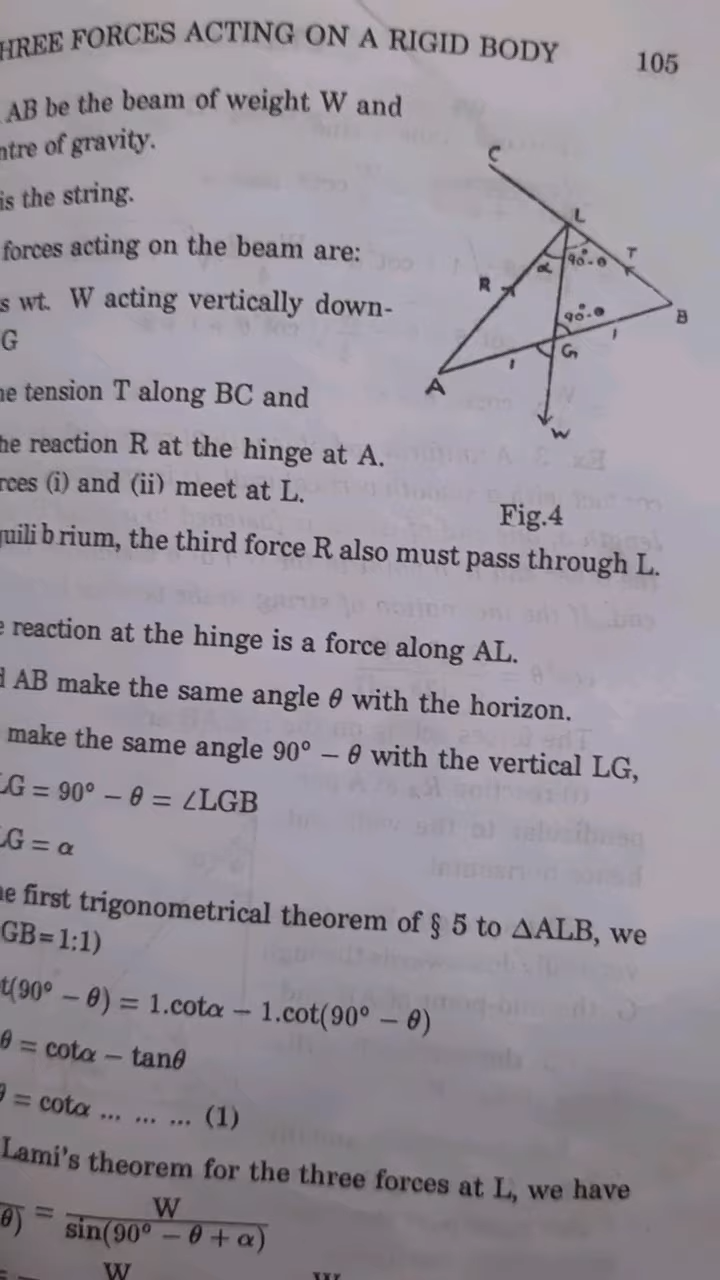 HREE FORCES ACTING ON A RIGID BODY 105
AB be the beam of weight W and
ntre of gravity.
is the string.
forces acting on the beam are:
s wt. W acting vertically down-
G
he tension T along BC and
he reaction R at the hinge at A.
rces (i) and (ii) meet at L.
C
L
α 90°-θ
T
R
90°-θ
B
G
1
1
A
W
Fig.4
quili b rium, the third force R also must pass through L.
e reaction at the hinge is a force along AL.
d AB make the same angle θ with the horizon.
make the same angle 90° – θ with the vertical LG,
LG = 90° – θ = ∠LGB
LG = α
he first trigonometrical theorem of § 5 to ΔALB, we
GB=1:1)
t(90° – θ) = 1.cotα – 1.cot(90° – θ)
θ = cotα – tanθ
θ = cotα ... ... ... (1)
Lami's theorem for the three forces at L, we have
θ) = W
sin(90° – θ + α)
W